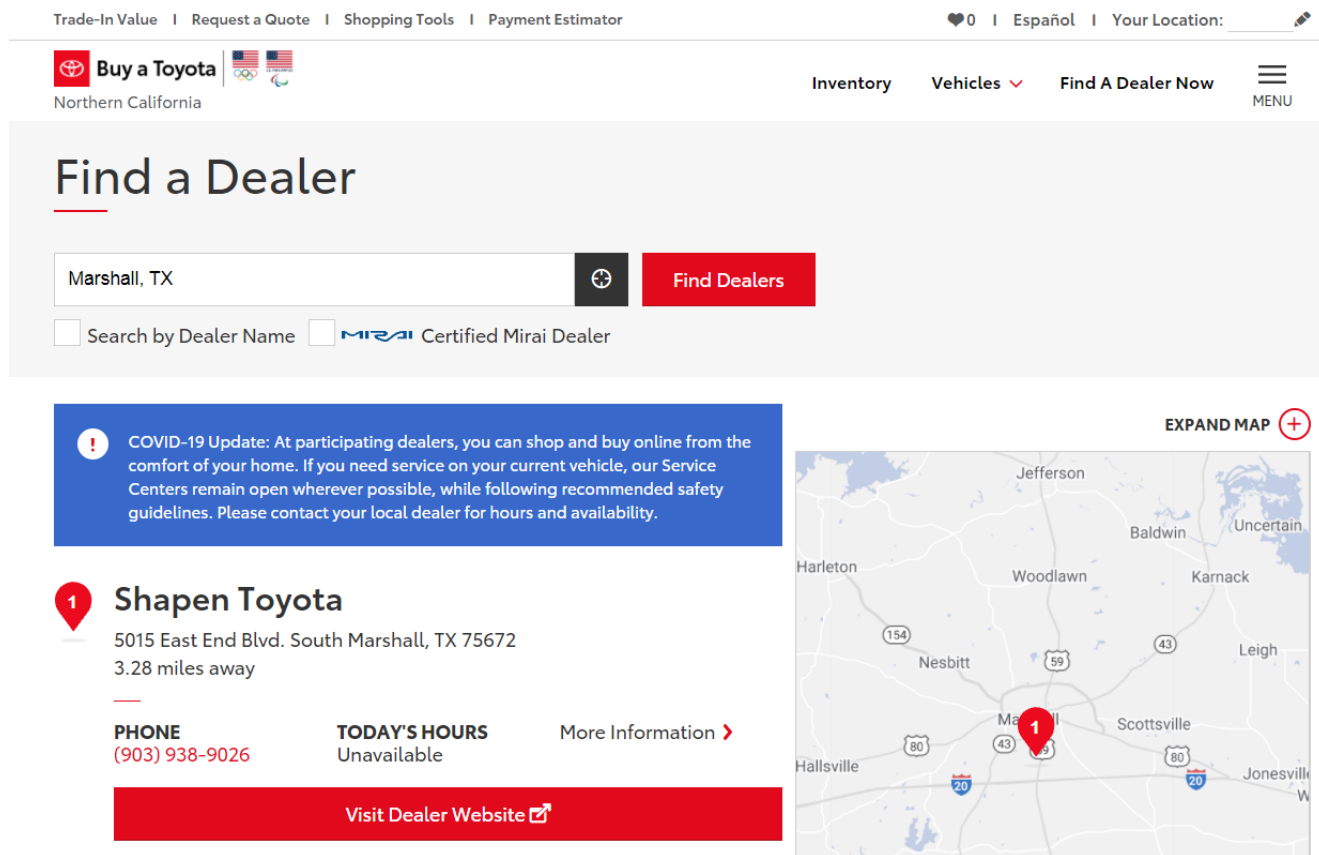 Trade-In Value I Request a Quote I Shopping Tools I Payment Estimator
0 I Español I Your Location:
Buy a Toyota
Northern California
Inventory Vehicles Find A Dealer Now
MENU
Find a Dealer
Marshall, TX
Find Dealers
Search by Dealer Name
MIRAI Certified Mirai Dealer
! COVID-19 Update: At participating dealers, you can shop and buy online from the
comfort of your home. If you need service on your current vehicle, our Service
Centers remain open wherever possible, while following recommended safety
guidelines. Please contact your local dealer for hours and availability.
1 Shapen Toyota
5015 East End Blvd. South Marshall, TX 75672
3.28 miles away
PHONE
(903) 938-9026
TODAY'S HOURS
Unavailable
More Information
Visit Dealer Website
EXPAND MAP
Jefferson
Baldwin
Uncertain
Harleton
Woodlawn
Karnack
154
43
Leigh
Nesbitt
59
1
Scottsville
80
43
80
Hallsville
20
20